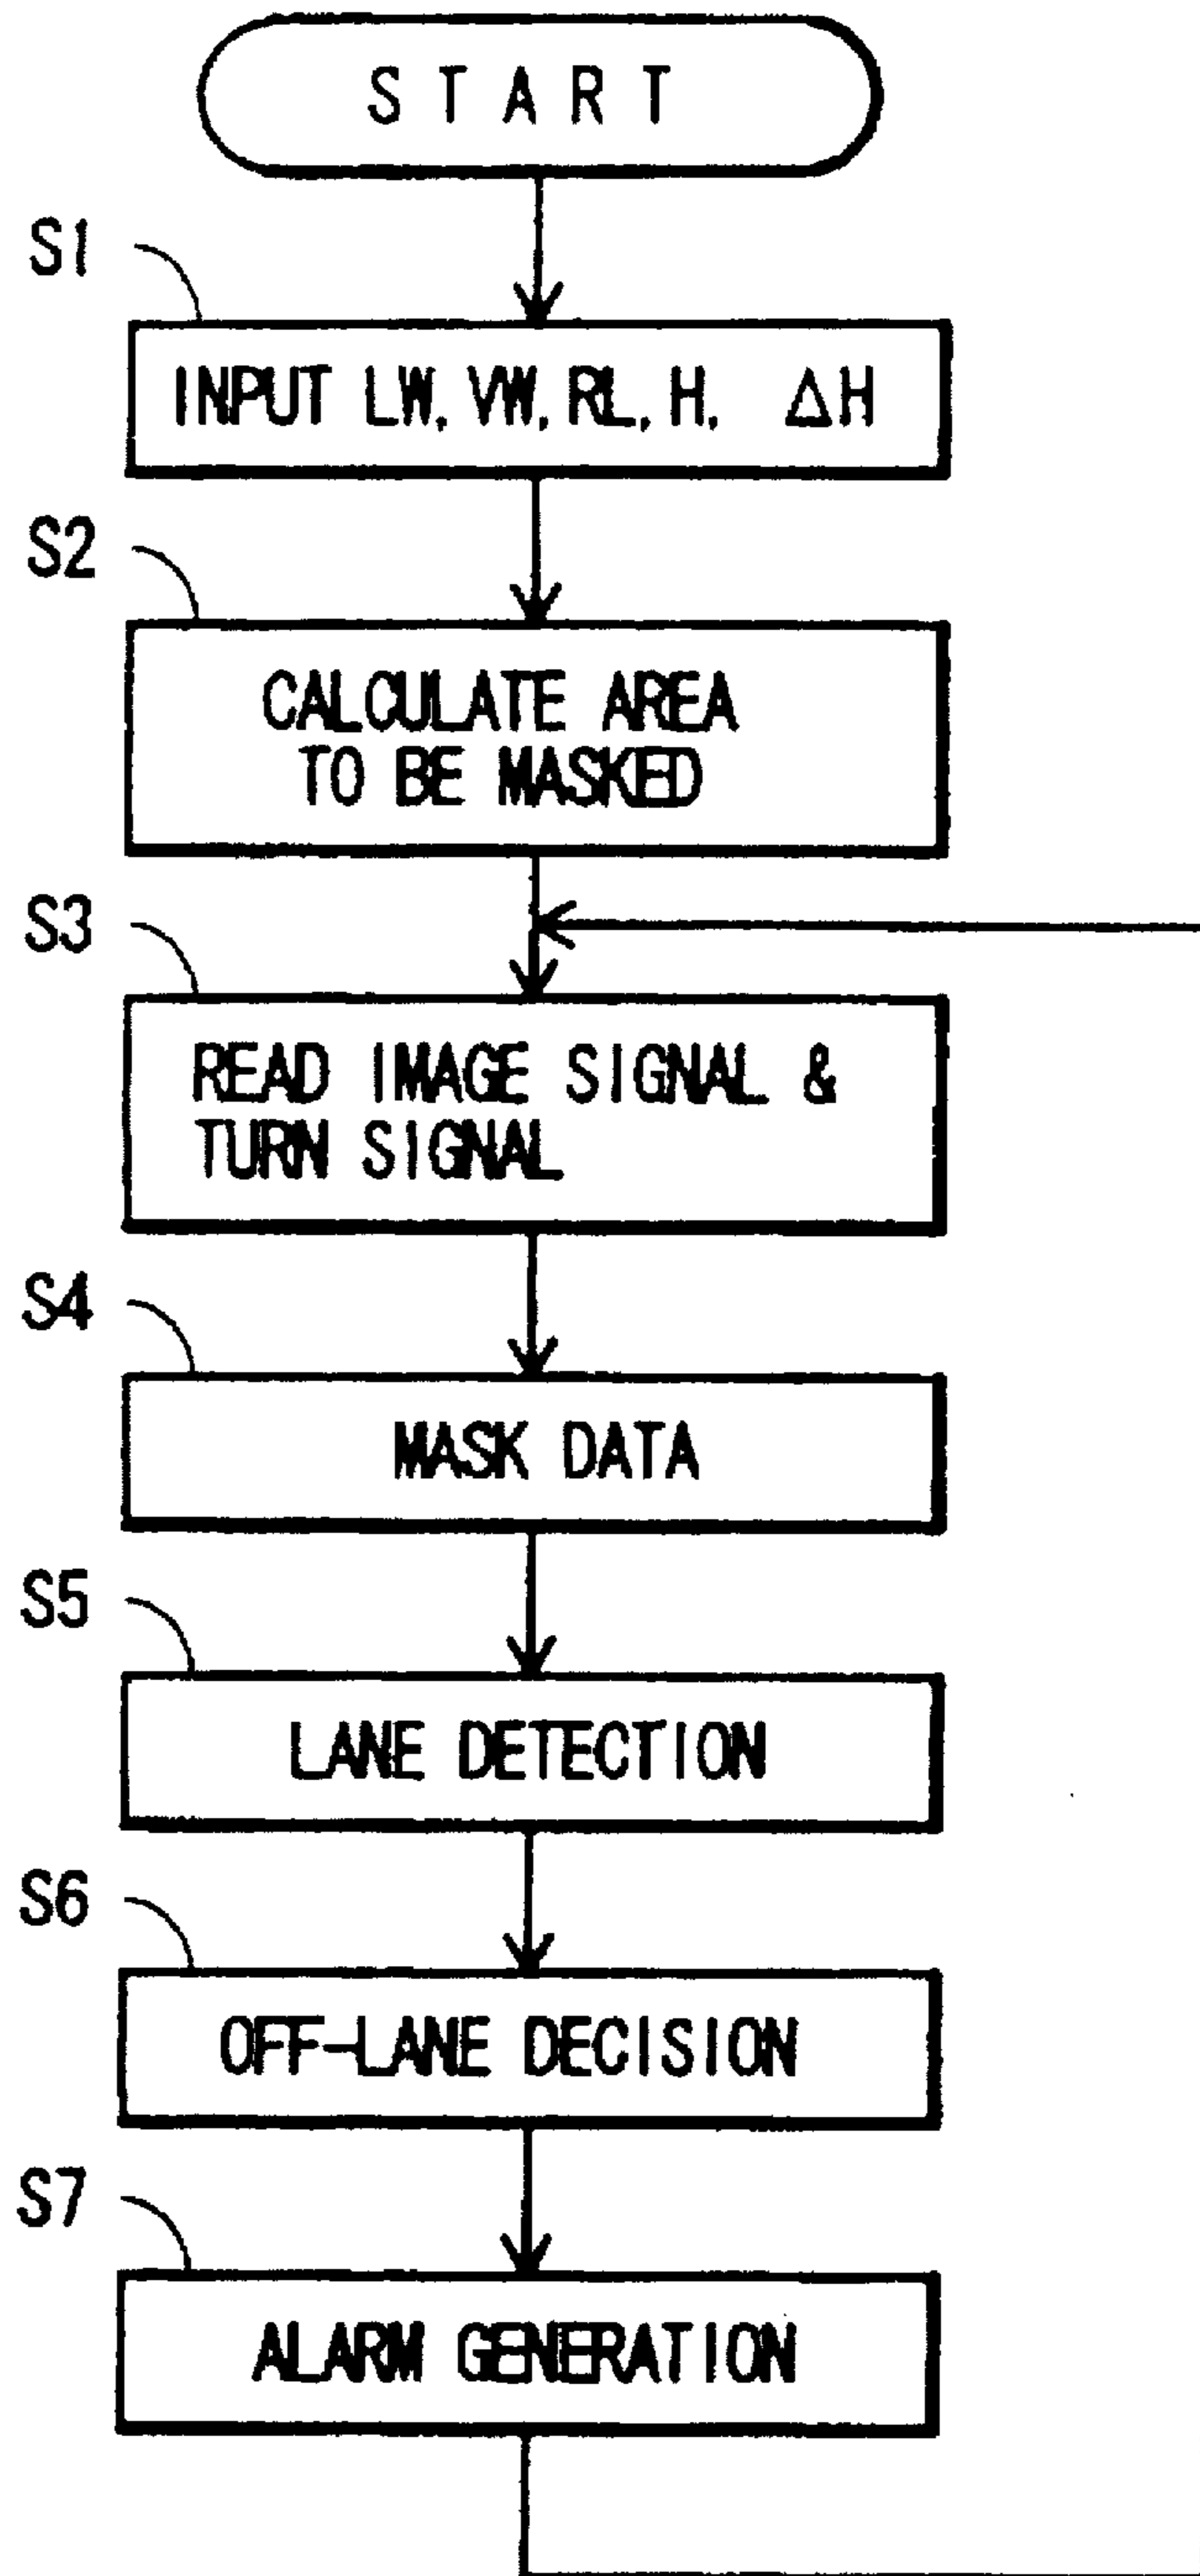 START
S1
INPUT LW, VW, RL, H, ΔH
S2
CALCULATE AREA
TO BE MASKED
S3
READ IMAGE SIGNAL &
TURN SIGNAL
S4
MASK DATA
S5
LANE DETECTION
S6
OFF-LANE DECISION
S7
ALARM GENERATION